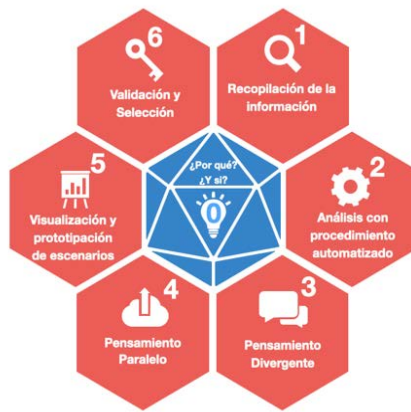 6
Validación y
Selección
1
Recopilación de la
información
5
Visualización y
prototipación
de escenarios
¿Por qué?
¿Y si?
0
2
Análisis con
procedimiento
automatizado
4
Pensamiento
Paralelo
3
Pensamiento
Divergente